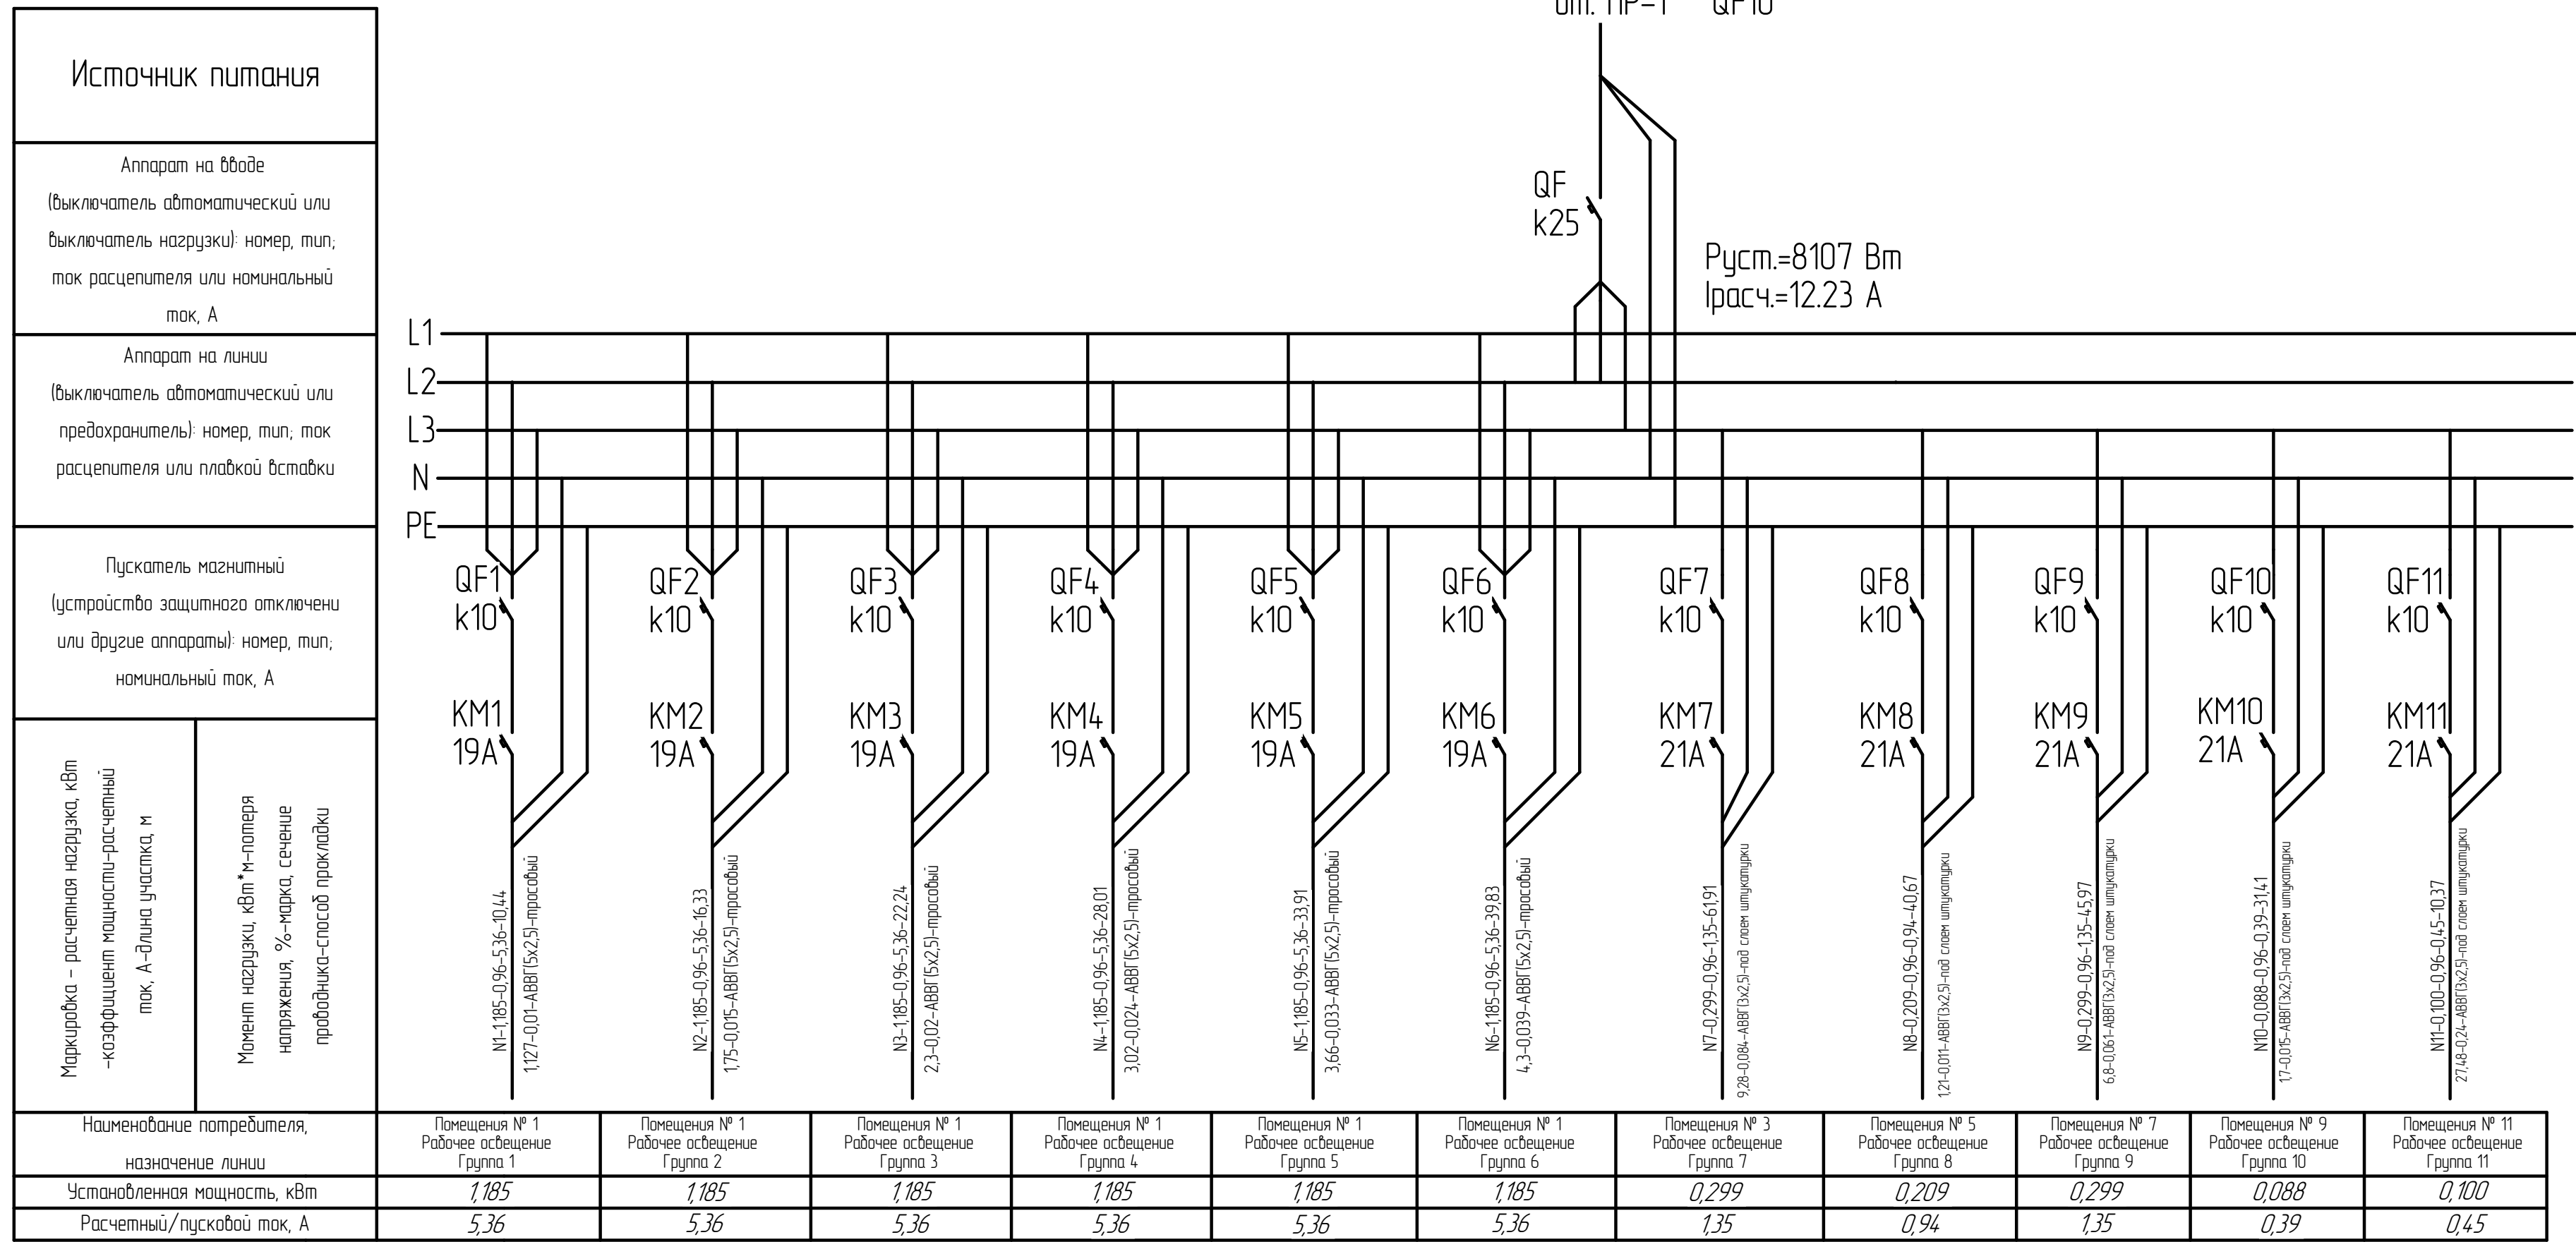 от. ПР-1 QF10
Источник питания
Аппарат на вводе
(выключатель автоматический или
выключатель нагрузки): номер, тип;
ток расцепителя или номинальный
ток, А
QF
k25
Руст.=8107 Вт
Iрасч.=12.23 А
Аппарат на линии
(выключатель автоматический или
предохранитель): номер, тип; ток
расцепителя или плавкой вставки
L1
L2
L3
N
PE
Пускатель магнитный
(устройство защитного отключени
или другие аппараты): номер, тип;
номинальный ток, А
QF1
k10
QF2
k10
QF3
k10
QF4
k10
QF5
k10
QF6
k10
QF7
k10
QF8
k10
QF9
k10
QF10
k10
QF11
k10
KM1
19A
KM2
19A
KM3
19A
KM4
19A
KM5
19A
KM6
19A
KM7
21A
KM8
21A
KM9
21A
KM10
21A
KM11
21A
Маркировка - расчетная нагрузка, кВт
-коэффициент мощности-расчетный
ток, А-длина участка, м
Момент нагрузки, кВт*м-потеря
напряжения, %-марка, сечение
проводника-способ прокладки
N1-1,185-0,96-5,36-10,44
1,127-0,01-АВВГ(5х2,5)-тросовый
N2-1,185-0,96-5,36-16,33
1,75-0,015-АВВГ(5х2,5)-тросовый
N3-1,185-0,96-5,36-22,24
2,3-0,02-АВВГ(5х2,5)-тросовый
N4-1,185-0,96-5,36-28,01
3,02-0,024-АВВГ(5х2,5)-тросовый
N5-1,185-0,96-5,36-33,91
3,66-0,033-АВВГ(5х2,5)-тросовый
N6-1,185-0,96-5,36-39,83
4,3-0,039-АВВГ(5х2,5)-тросовый
N7-0,299-0,96-1,35-61,91
9,28-0,084-АВВГ(3х2,5)-под слоем штукатурки
N8-0,209-0,96-0,94-40,67
1,21-0,011-АВВГ(3х2,5)-под слоем штукатурки
N9-0,299-0,96-1,35-45,97
6,8-0,061-АВВГ(3х2,5)-под слоем штукатурки
N10-0,088-0,96-0,39-31,41
1,7-0,015-АВВГ(3х2,5)-под слоем штукатурки
N11-0,100-0,96-0,45-10,37
27,48-0,24-АВВГ(3х2,5)-под слоем штукатурки
Наименование потребителя,
назначение линии
Помещения № 1
Рабочее освещение
Группа 1
Помещения № 1
Рабочее освещение
Группа 2
Помещения № 1
Рабочее освещение
Группа 3
Помещения № 1
Рабочее освещение
Группа 4
Помещения № 1
Рабочее освещение
Группа 5
Помещения № 1
Рабочее освещение
Группа 6
Помещения № 3
Рабочее освещение
Группа 7
Помещения № 5
Рабочее освещение
Группа 8
Помещения № 7
Рабочее освещение
Группа 9
Помещения № 9
Рабочее освещение
Группа 10
Помещения № 11
Рабочее освещение
Группа 11
Установленная мощность, кВт 1,185 1,185 1,185 1,185 1,185 1,185 0,299 0,209 0,299 0,088 0,100
Расчетный/пусковой ток, А 5,36 5,36 5,36 5,36 5,36 5,36 1,35 0,94 1,35 0,39 0,45